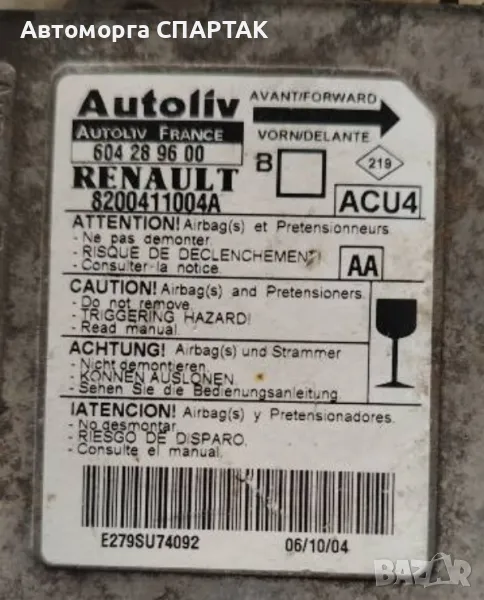 Автоморга СПАРТАК
Autoliv
AVANT/FORWARD
AUTOLIV FRANCE
VORN/DELANTE
604 28 96 00
B
219
RENAULT
8200411004A
ACU4
ATTENTION! Airbag(s) et Pretensionneurs
- Ne pas demonter.
- RISQUE DE DECLENCHEMENT!
- Consulter la notice.
AA
CAUTION! Airbag(s) and Pretensioners.
- Do not remove.
- TRIGGERING HAZARD!
- Read manual.
ACHTUNG! Airbag(s) und Strammer
- Nicht demontieren.
- KONNEN AUSLONEN.
- Sehen Sie die Bedienungsanleitung
!ATENCION! Airbag(s) y Pretensionadores.
- No desmontar.
- RIESGO DE DISPARO.
- Consulte el manual.
E279SU74092
06/10/04
BAZAR